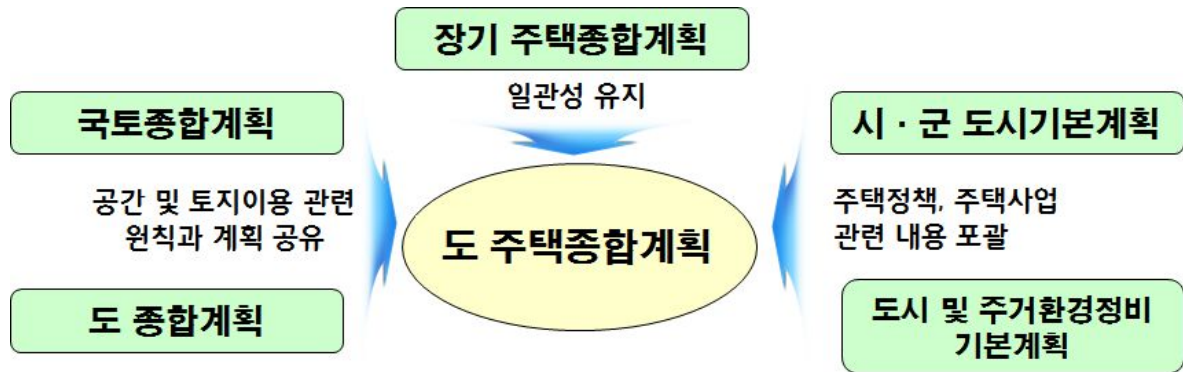 장기 주택종합계획
일관성 유지
국토종합계획
공간 및 토지이용 관련
원칙과 계획 공유
도 종합계획
도 주택종합계획
시 · 군 도시기본계획
주택정책, 주택사업
관련 내용 포괄
도시 및 주거환경정비
기본계획